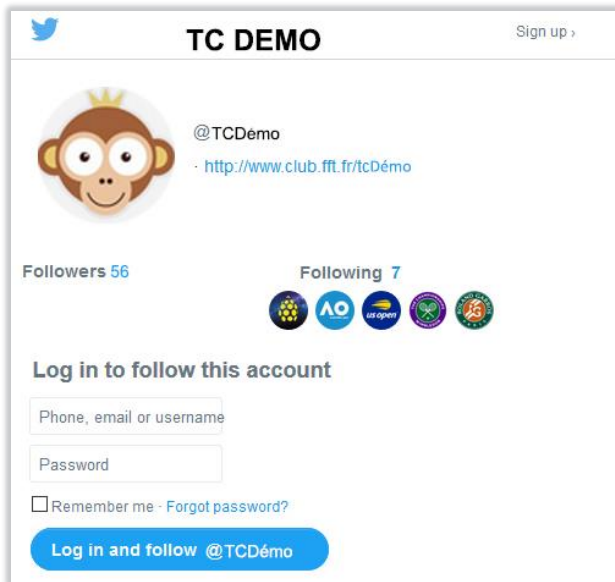 TC DEMO
Sign up ›
@TCDémo
· http://www.club.fft.fr/tcDémo
Followers 56
Following 7
AO
us open
RG
Log in to follow this account
Phone, email or username
Password
Remember me · Forgot password?
Log in and follow @TCDémo